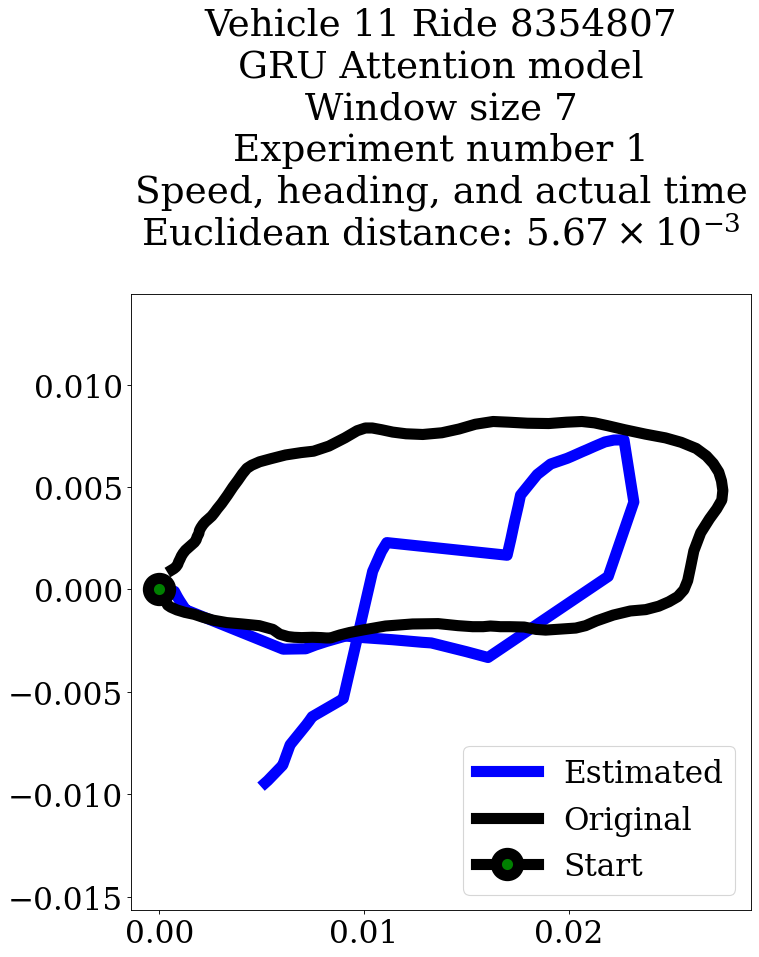 Vehicle 11 Ride 8354807
GRU Attention model
Window size 7
Experiment number 1
Speed, heading, and actual time
Euclidean distance: 5.67 × 10⁻³
0.010
0.005
0.000
−0.005
−0.010
−0.015
0.00
0.01
0.02
Estimated
Original
Start